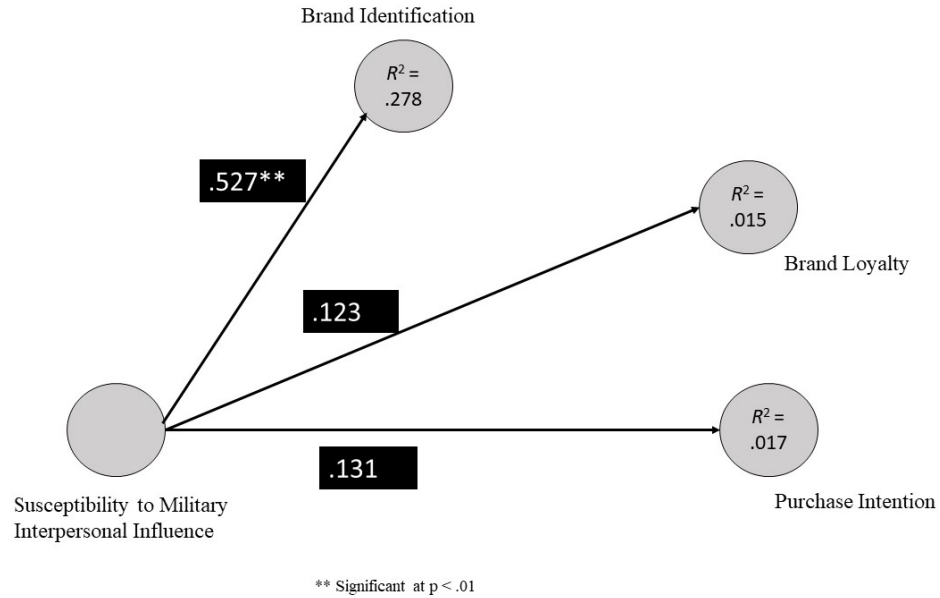 Brand Identification
R² =
.278
.527**
R² =
.015
Brand Loyalty
.123
R² =
.017
.131
Susceptibility to Military
Interpersonal Influence
Purchase Intention
** Significant at p < .01